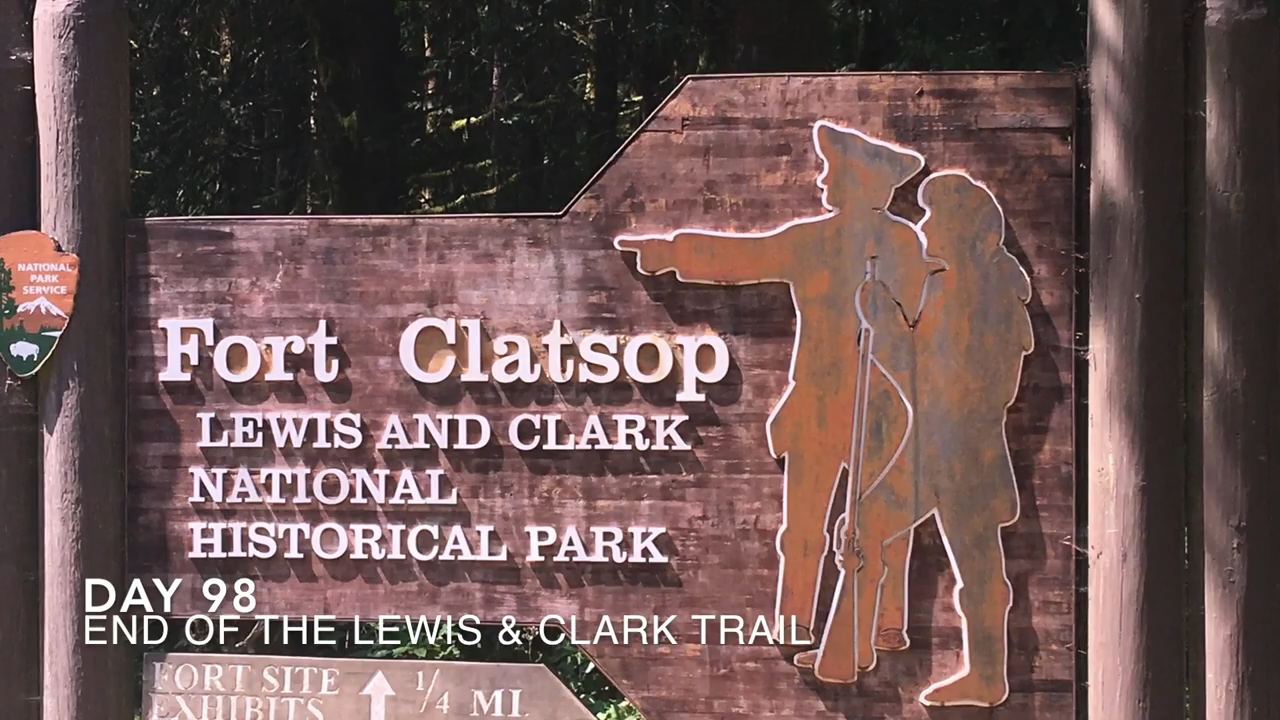 NATIONAL
PARK
SERVICE
Fort Clatsop
LEWIS AND CLARK
NATIONAL
HISTORICAL PARK
DAY 98
END OF THE LEWIS & CLARK TRAIL
FORT SITE
EXHIBITS
↑ 1/4 MI.